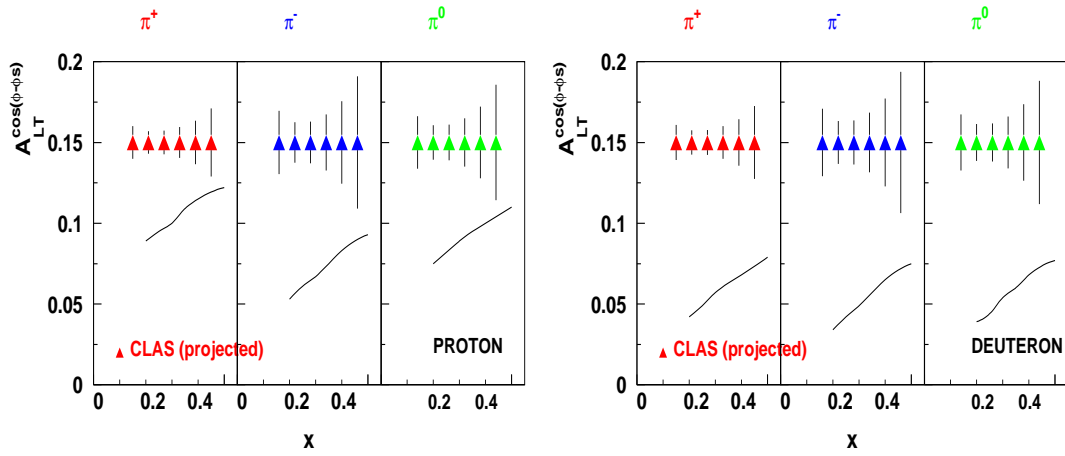 π+ π- π0 π+ π- π0
A LT cos(ϕ-ϕs) A LT cos(ϕ-ϕs)
0.2 0.2
0.15 0.15
0.1 0.1
0.05 0.05
0 0
CLAS (projected) PROTON CLAS (projected) DEUTERON
0 0.2 0.4 0 0.2 0.4 0 0.2 0.4 0 0.2 0.4 0 0.2 0.4 0.2 0.4
x x